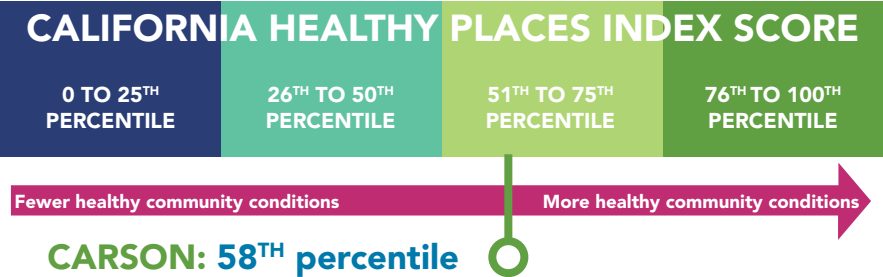 CALIFORNIA HEALTHY PLACES INDEX SCORE
0 TO 25TH
PERCENTILE
26TH TO 50TH
PERCENTILE
51ST TO 75TH
PERCENTILE
76TH TO 100TH
PERCENTILE
Fewer healthy community conditions
More healthy community conditions
CARSON: 58TH percentile